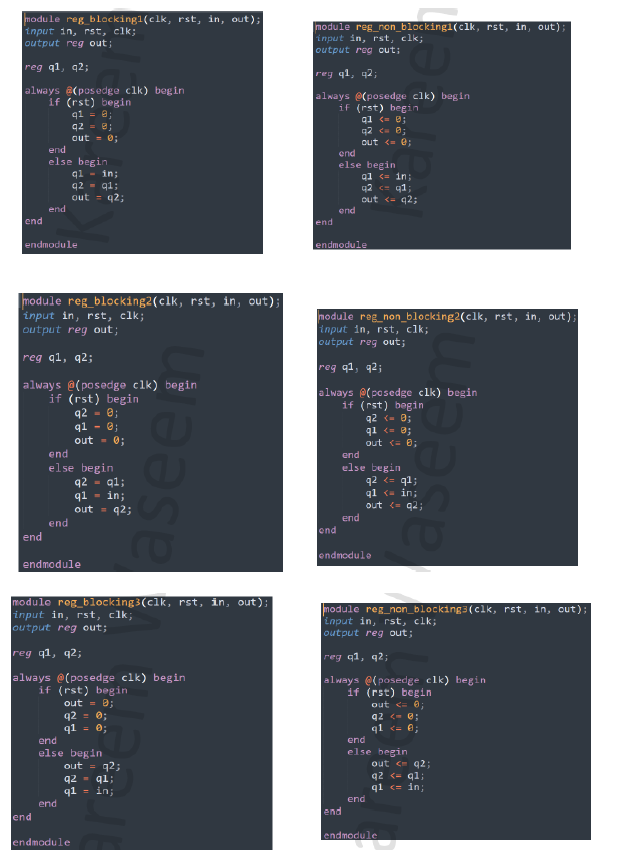 module reg_blocking1(clk, rst, in, out);
input in, rst, clk;
output reg out;
reg q1, q2;
always @(posedge clk) begin
if (rst) begin
q1 = 0;
q2 = 0;
out = 0;
end
else begin
q1 = in;
q2 = q1;
out = q2;
end
end
endmodule
module reg_non_blocking1(clk, rst, in, out);
input in, rst, clk;
output reg out;
reg q1, q2;
always @(posedge clk) begin
if (rst) begin
q1 <= 0;
q2 <= 0;
out <= 0;
end
else begin
q1 <= in;
q2 <= q1;
out <= q2;
end
end
endmodule
module reg_blocking2(clk, rst, in, out);
input in, rst, clk;
output reg out;
reg q1, q2;
always @(posedge clk) begin
if (rst) begin
q2 = 0;
q1 = 0;
out = 0;
end
else begin
q2 = q1;
q1 = in;
out = q2;
end
end
endmodule
module reg_non_blocking2(clk, rst, in, out);
input in, rst, clk;
output reg out;
reg q1, q2;
always @(posedge clk) begin
if (rst) begin
q2 <= 0;
q1 <= 0;
out <= 0;
end
else begin
q2 <= q1;
q1 <= in;
out <= q2;
end
end
endmodule
module reg_blocking3(clk, rst, in, out);
input in, rst, clk;
output reg out;
reg q1, q2;
always @(posedge clk) begin
if (rst) begin
out = 0;
q2 = 0;
q1 = 0;
end
else begin
out = q2;
q2 = q1;
q1 = in;
end
end
endmodule
module reg_non_blocking3(clk, rst, in, out);
input in, rst, clk;
output reg out;
reg q1, q2;
always @(posedge clk) begin
if (rst) begin
out <= 0;
q2 <= 0;
q1 <= 0;
end
else begin
out <= q2;
q2 <= q1;
q1 <= in;
end
end
endmodule
Kareem Waseem